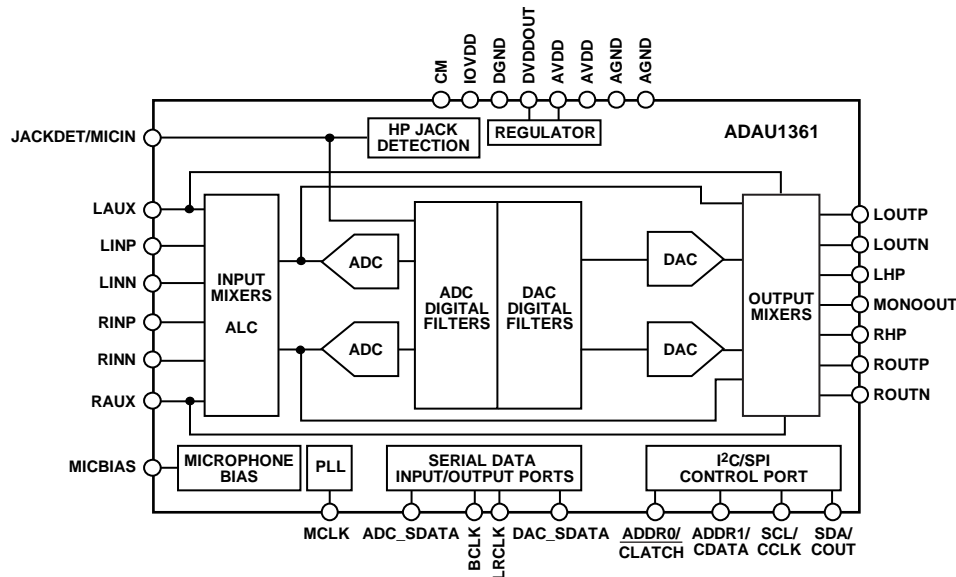 CM
IOVDD
DGND
DVDDOUT
AVDD
AVDD
AGND
AGND
JACKDET/MICIN
HP JACK
DETECTION
REGULATOR
ADAU1361
LAUX
LINP
LINN
RINP
RINN
RAUX
INPUT
MIXERS
ALC
ADC
ADC
ADC
DIGITAL
FILTERS
DAC
DIGITAL
FILTERS
DAC
DAC
OUTPUT
MIXERS
LOUTP
LOUTN
LHP
MONOOUT
RHP
ROUTP
ROUTN
MICBIAS
MICROPHONE
BIAS
PLL
SERIAL DATA
INPUT/OUTPUT PORTS
I²C/SPI
CONTROL PORT
MCLK
ADC_SDATA
BCLK
LRCLK
DAC_SDATA
ADDR0/
CLATCH
ADDR1/
CDATA
SCL/
CCLK
SDA/
COUT